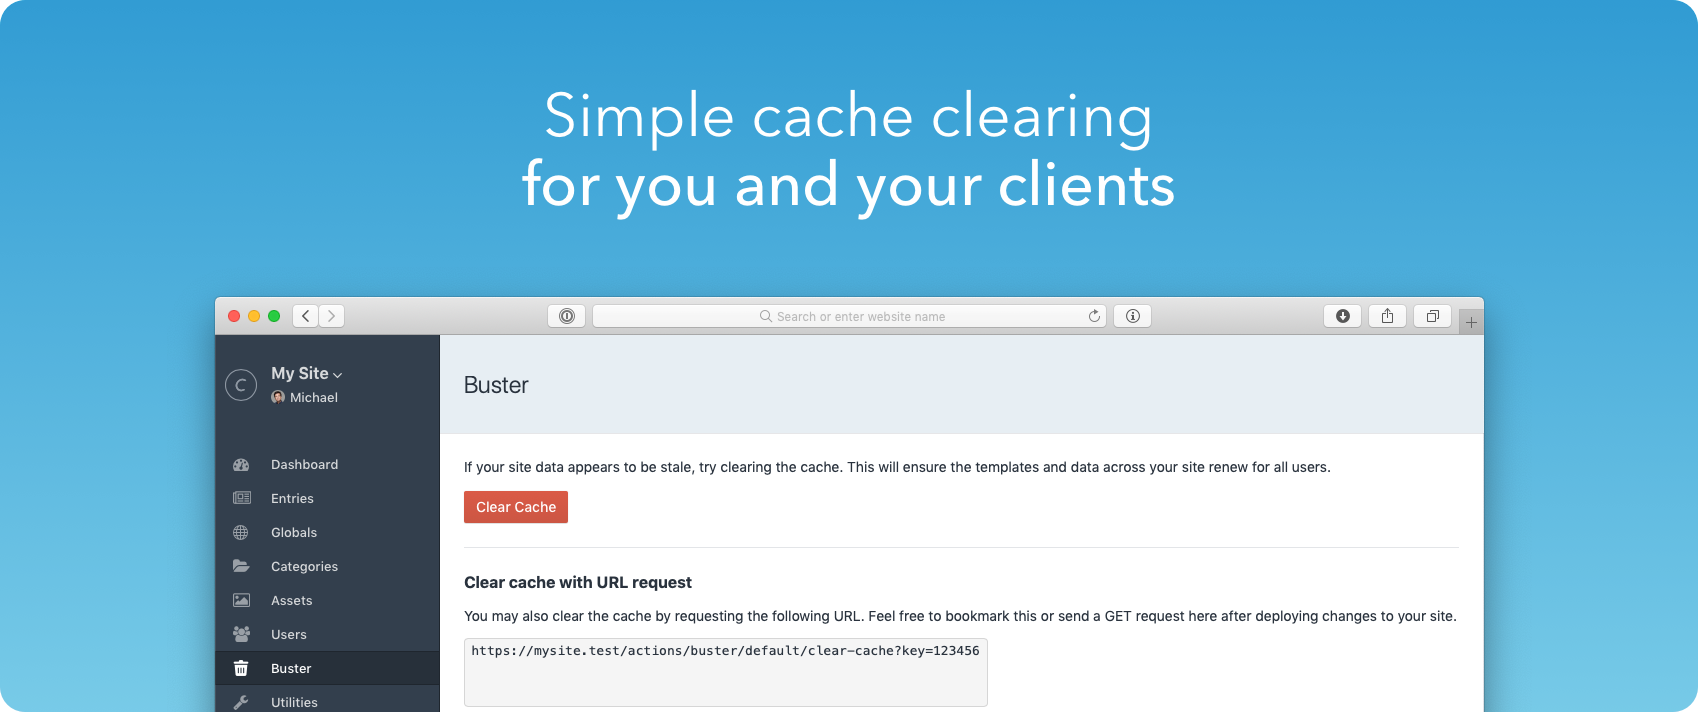 Simple cache clearing
for you and your clients
Search or enter website name
C
My Site
Michael
Buster
Dashboard
Entries
Globals
Categories
Assets
Users
Buster
Utilities
If your site data appears to be stale, try clearing the cache. This will ensure the templates and data across your site renew for all users.
Clear Cache
Clear cache with URL request
You may also clear the cache by requesting the following URL. Feel free to bookmark this or send a GET request here after deploying changes to your site.
https://mysite.test/actions/buster/default/clear-cache?key=123456